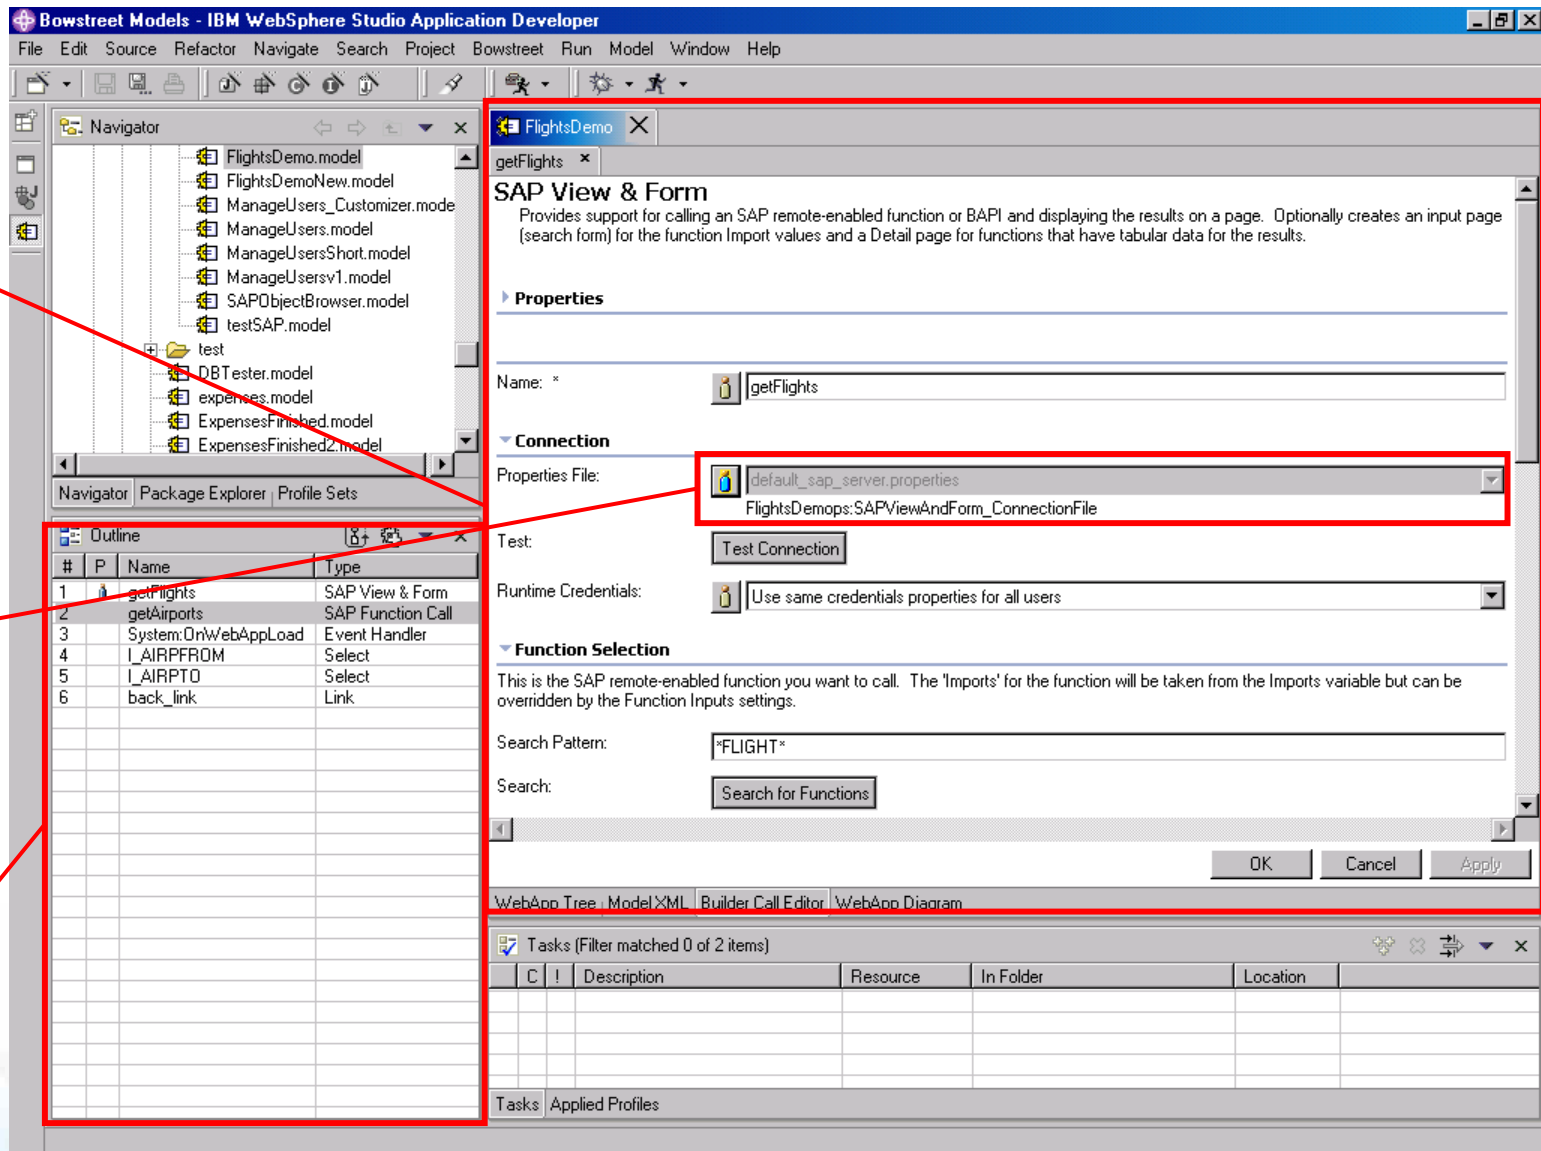 Bowstreet Models - IBM WebSphere Studio Application Developer
File Edit Source Refactor Navigate Search Project Bowstreet Run Model Window Help
Navigator
FlightsDemo.model
FlightsDemoNew.model
ManageUsers_Customizer.mode
ManageUsers.model
ManageUsersShort.model
ManageUsersv1.model
SAPObjectBrowser.model
testSAP.model
test
DBTester.model
expenses.model
ExpensesFinished.model
ExpensesFinished2.model
Navigator Package Explorer Profile Sets
Outline
# P Name Type
1 getFlights SAP View & Form
2 getAirports SAP Function Call
3 System:OnWebAppLoad Event Handler
4 I_AIRPFROM Select
5 I_AIRPTO Select
6 back_link Link
FlightsDemo
getFlights
SAP View & Form
Provides support for calling an SAP remote-enabled function or BAPI and displaying the results on a page. Optionally creates an input page
(search form) for the function Import values and a Detail page for functions that have tabular data for the results.
Properties
Name: * getFlights
Connection
Properties File: default_sap_server.properties
FlightsDemops:SAPViewAndForm_ConnectionFile
Test: Test Connection
Runtime Credentials: Use same credentials properties for all users
Function Selection
This is the SAP remote-enabled function you want to call. The 'Imports' for the function will be taken from the Imports variable but can be
overridden by the Function Inputs settings.
Search Pattern: *FLIGHT*
Search: Search for Functions
OK Cancel Apply
WebApp Tree Model XML Builder Call Editor WebApp Diagram
Tasks (Filter matched 0 of 2 items)
C ! Description Resource In Folder Location
Tasks Applied Profiles